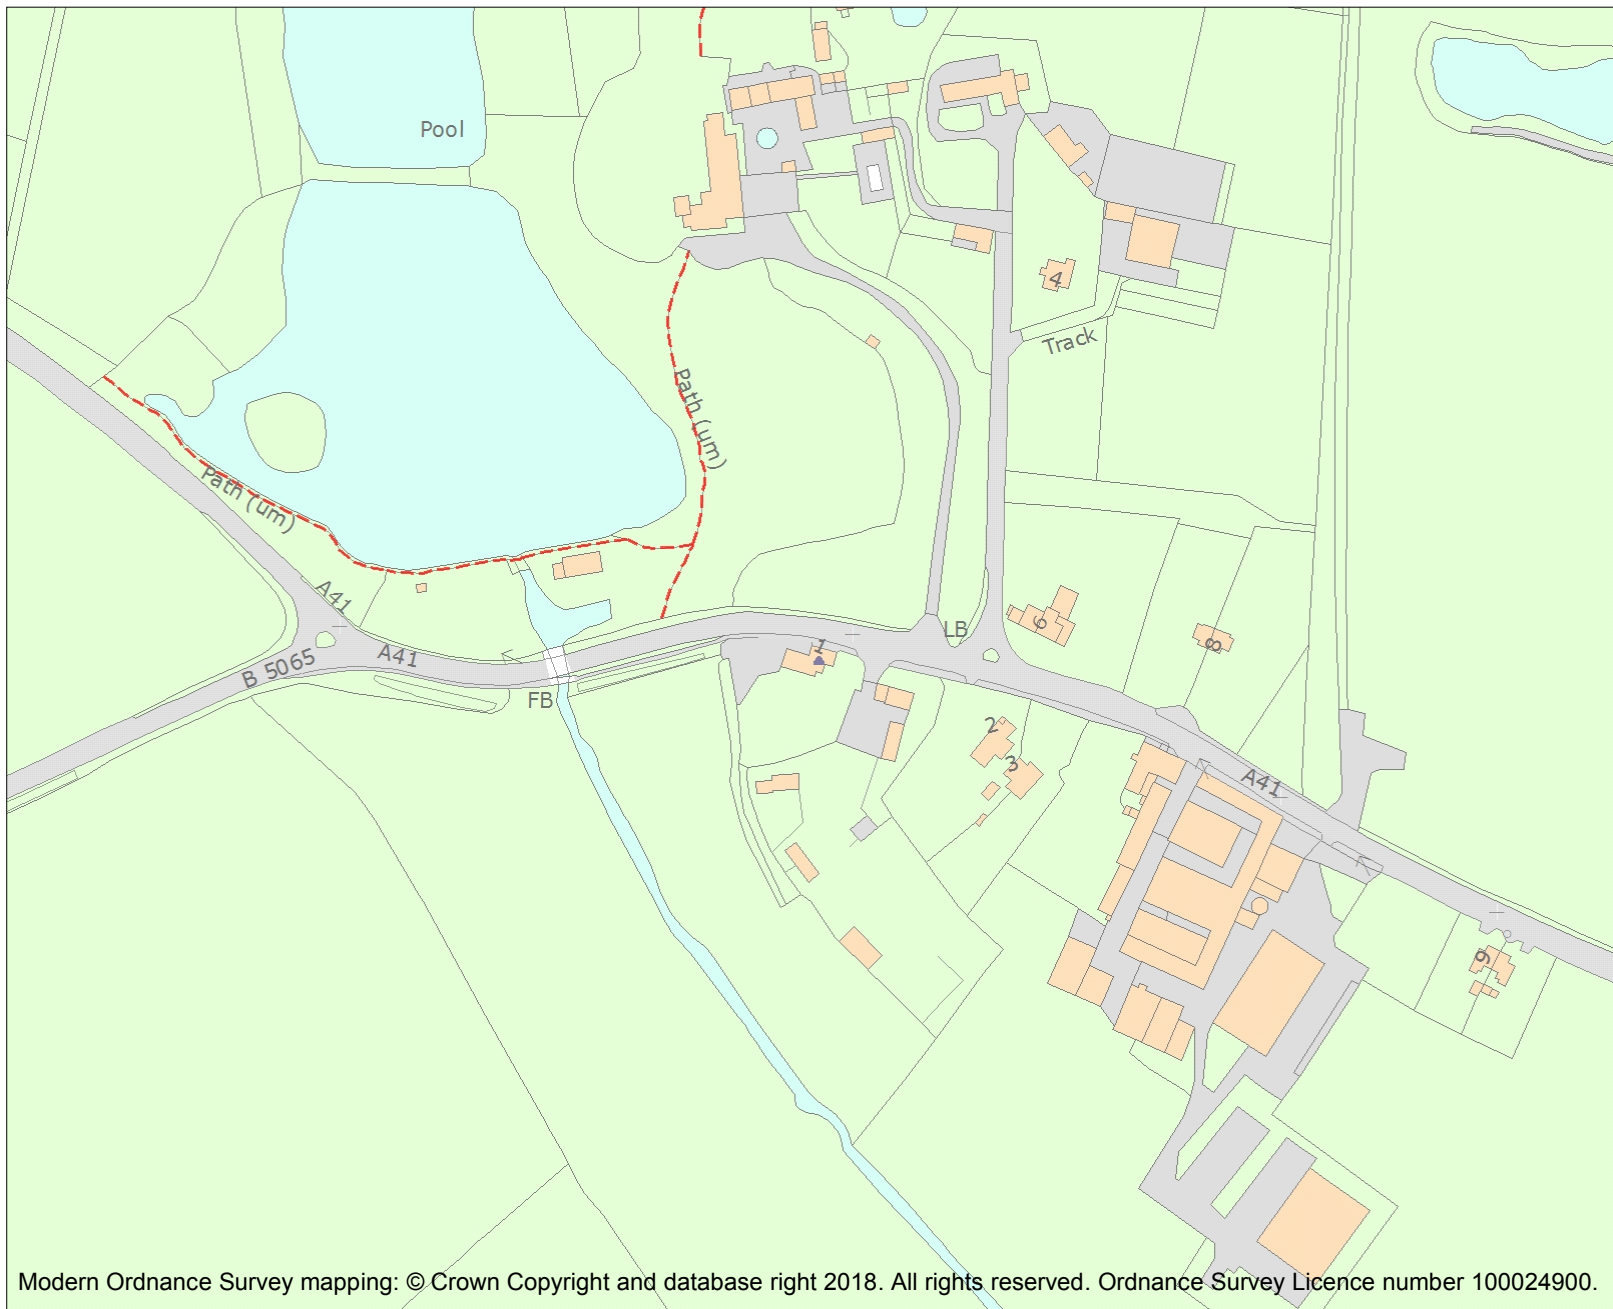 Pool
4
Track
Path (um)
Path (um)
A41
A41
B 5065
FB
LB
1
6
8
2
3
A41
9
Modern Ordnance Survey mapping: © Crown Copyright and database right 2018. All rights reserved. Ordnance Survey Licence number 100024900.